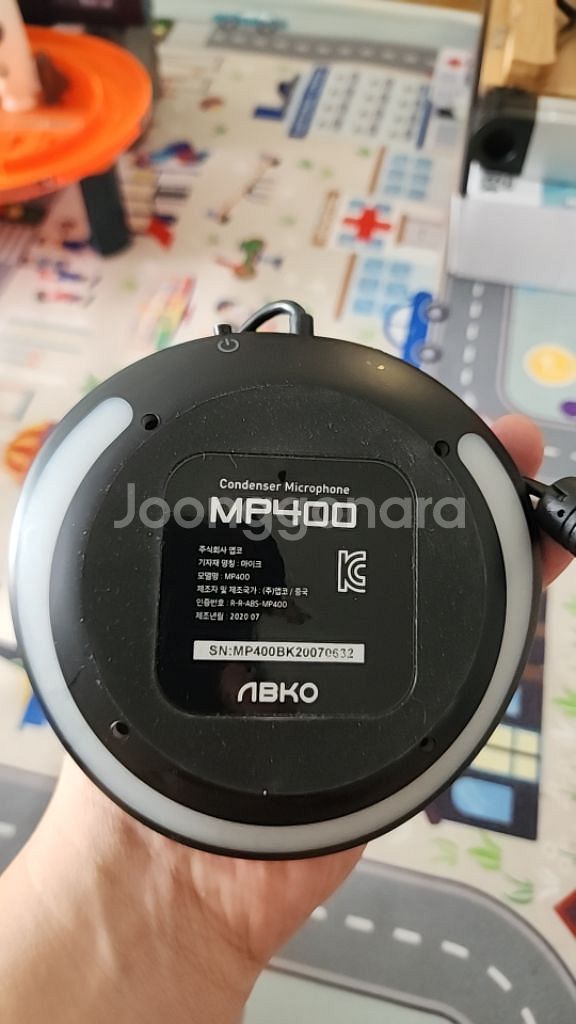 Condenser Microphone
MP400
Joonggonara
주식회사 앱코
기자재 명칭 : 마이크
모델명 : MP400
제조자 및 제조국가 : (주)앱코 / 중국
인증번호 : R-R-ABS-MP400
제조년월 : 2020 07
SN:MP400BK20070632
ABKO